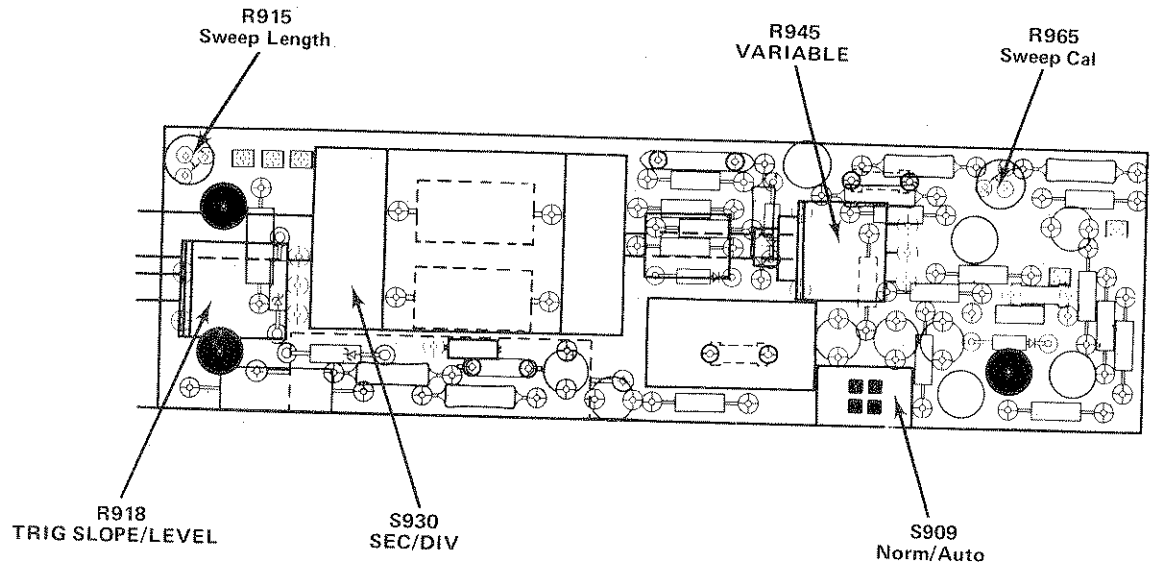 R915
Sweep Length
R945
VARIABLE
R965
Sweep Cal
R918
TRIG SLOPE/LEVEL
S930
SEC/DIV
S909
Norm/Auto